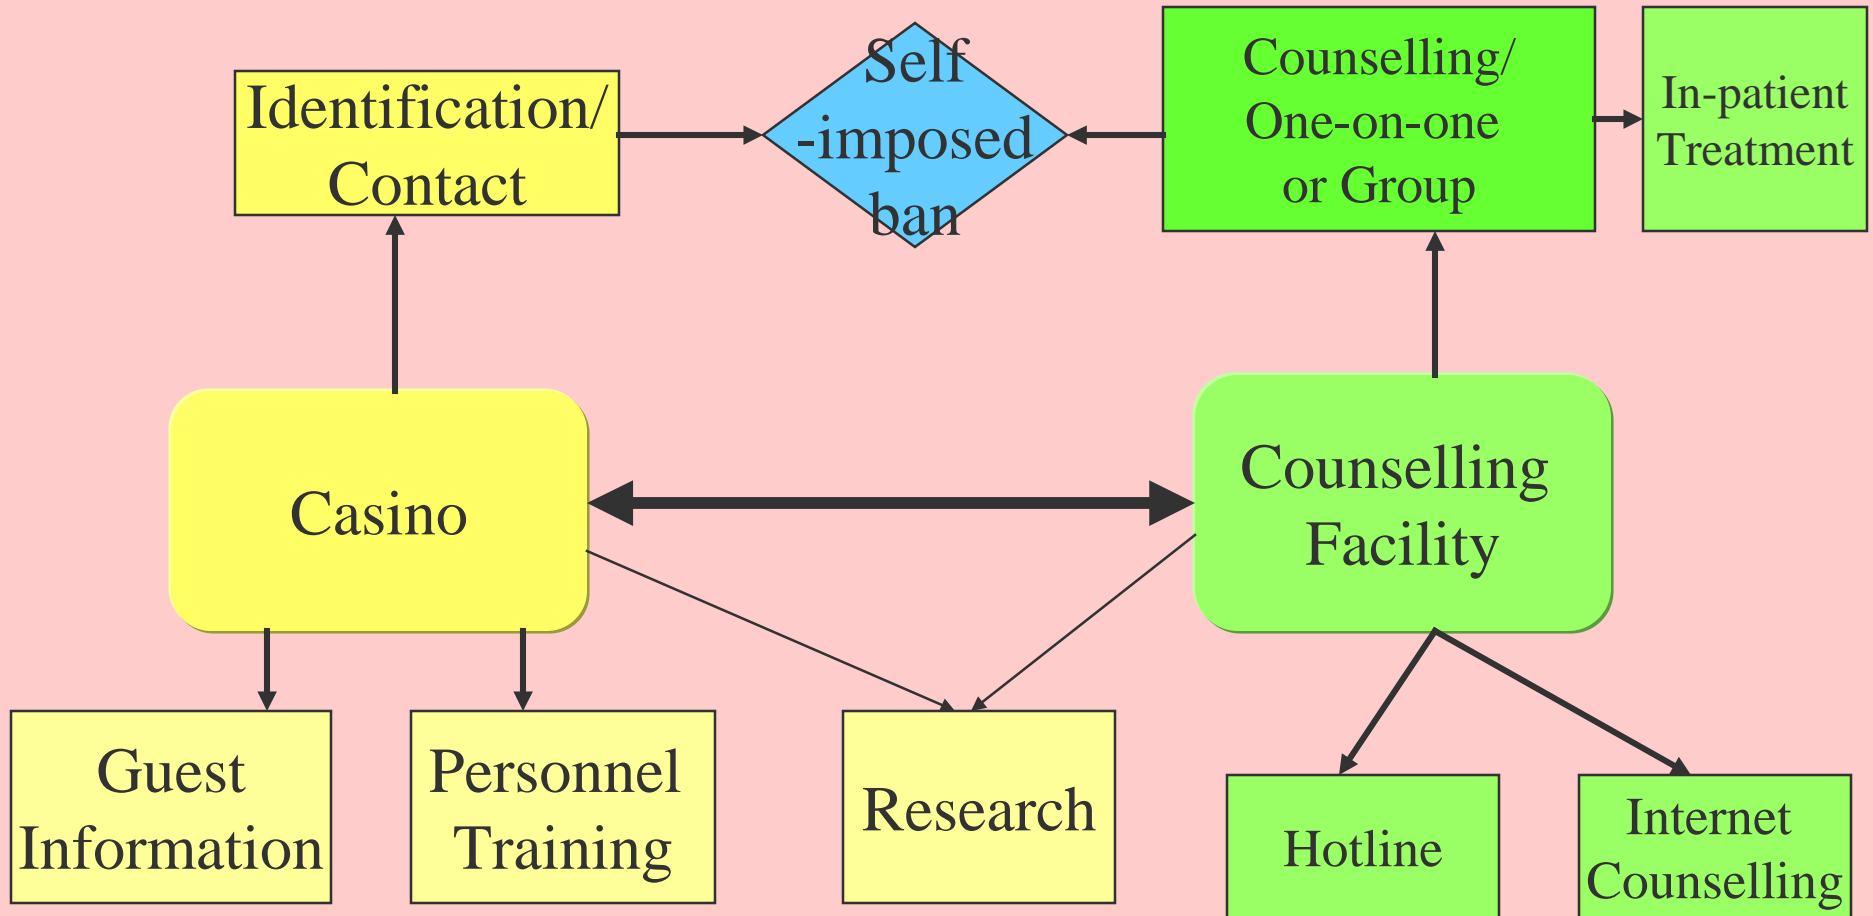 Identification/
Contact
Self
-imposed
ban
Counselling/
One-on-one
or Group
In-patient
Treatment
Casino
Counselling
Facility
Guest
Information
Personnel
Training
Research
Hotline
Internet
Counselling